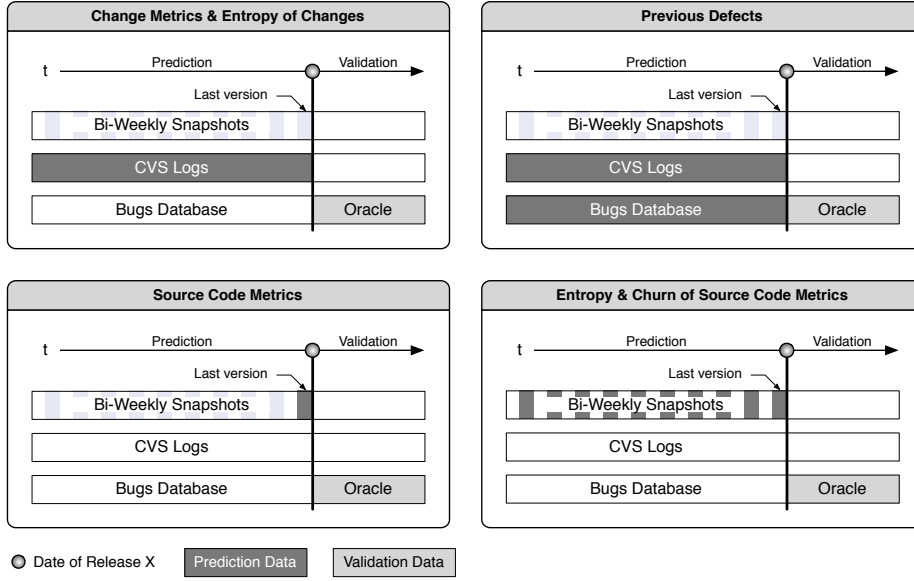 Change Metrics & Entropy of Changes
t Prediction Validation
Last version
Bi-Weekly Snapshots
CVS Logs
Bugs Database Oracle
Previous Defects
t Prediction Validation
Last version
Bi-Weekly Snapshots
CVS Logs
Bugs Database Oracle
Source Code Metrics
t Prediction Validation
Last version
Bi-Weekly Snapshots
CVS Logs
Bugs Database Oracle
Entropy & Churn of Source Code Metrics
t Prediction Validation
Last version
Bi-Weekly Snapshots
CVS Logs
Bugs Database Oracle
Date of Release X Prediction Data Validation Data